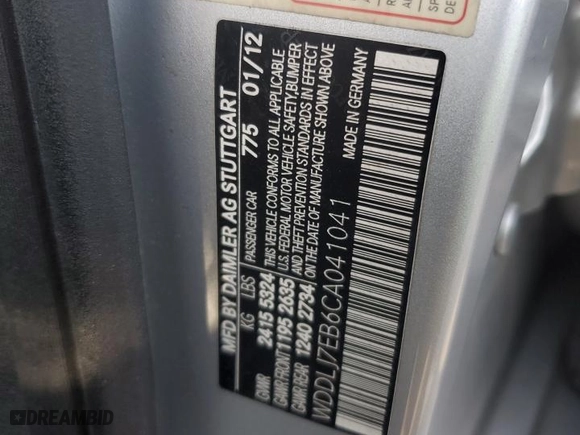 MFD BY DAIMLER AG STUTTGART
KG LBS PASSENGER CAR 775 01/12
GMR 2415 5324 THIS VEHICLE CONFORMS TO ALL APPLICABLE
GAWR FRONT 1195 2635 U.S. FEDERAL MOTOR VEHICLE SAFETY, BUMPER
GAWR REAR 1240 2734 AND THEFT PREVENTION STANDARDS IN EFFECT
ON THE DATE OF MANUFACTURE SHOWN ABOVE
WDDLJ7EB6CA041041 MADE IN GERMANY
DREAMBID